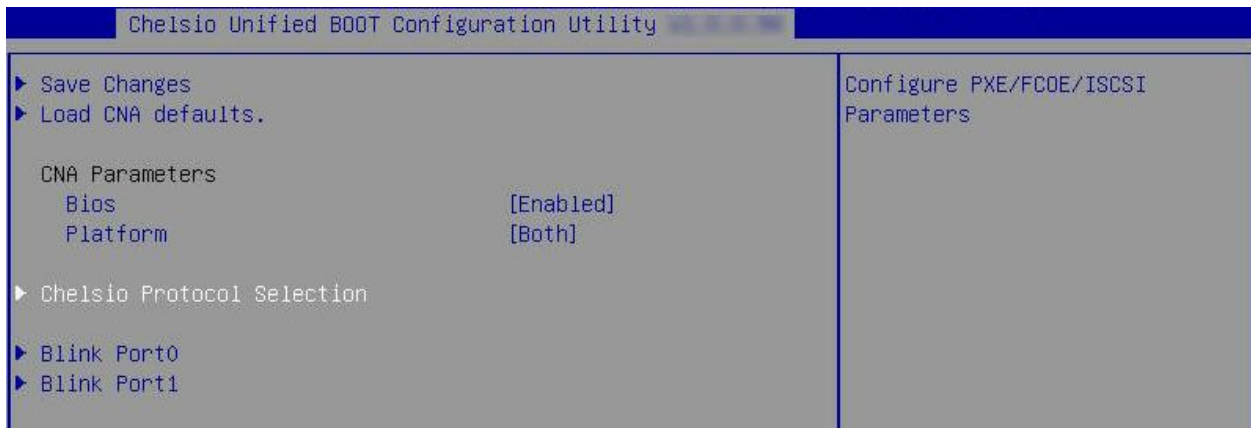 Chelsio Unified BOOT Configuration Utility
Save Changes
Load CNA defaults.
CNA Parameters
Bios [Enabled]
Platform [Both]
Chelsio Protocol Selection
Blink Port0
Blink Port1
Configure PXE/FCOE/ISCSI
Parameters